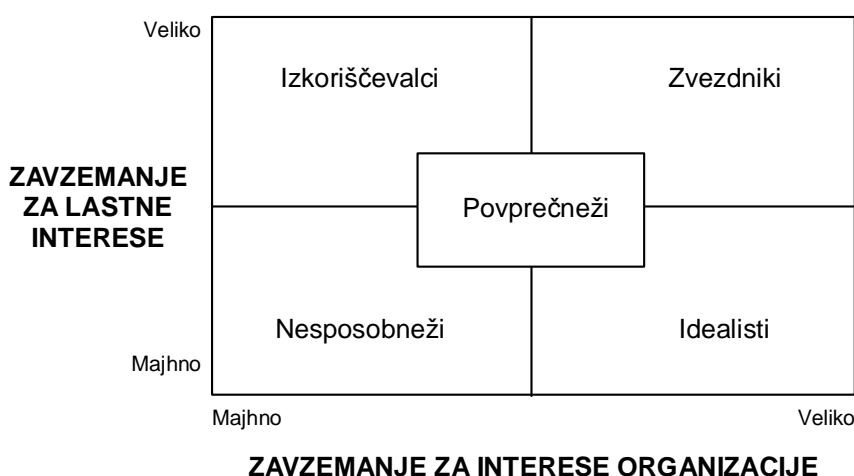 Veliko
Izkoriščevalci
Zvezdniki
ZAVZEMANJE
ZA LASTNE
INTERESE
Povprečneži
Nesposobneži
Idealisti
Majhno
Majhno
Veliko
ZAVZEMANJE ZA INTERESE ORGANIZACIJE